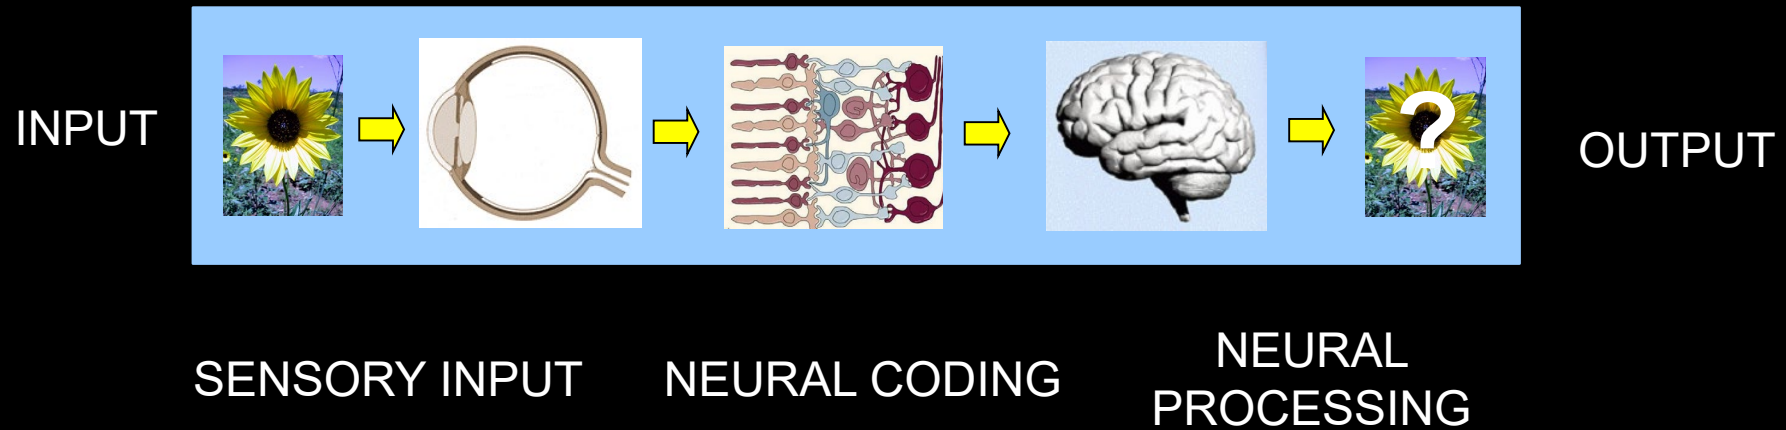 INPUT
?
OUTPUT
SENSORY INPUT
NEURAL CODING
NEURAL
PROCESSING